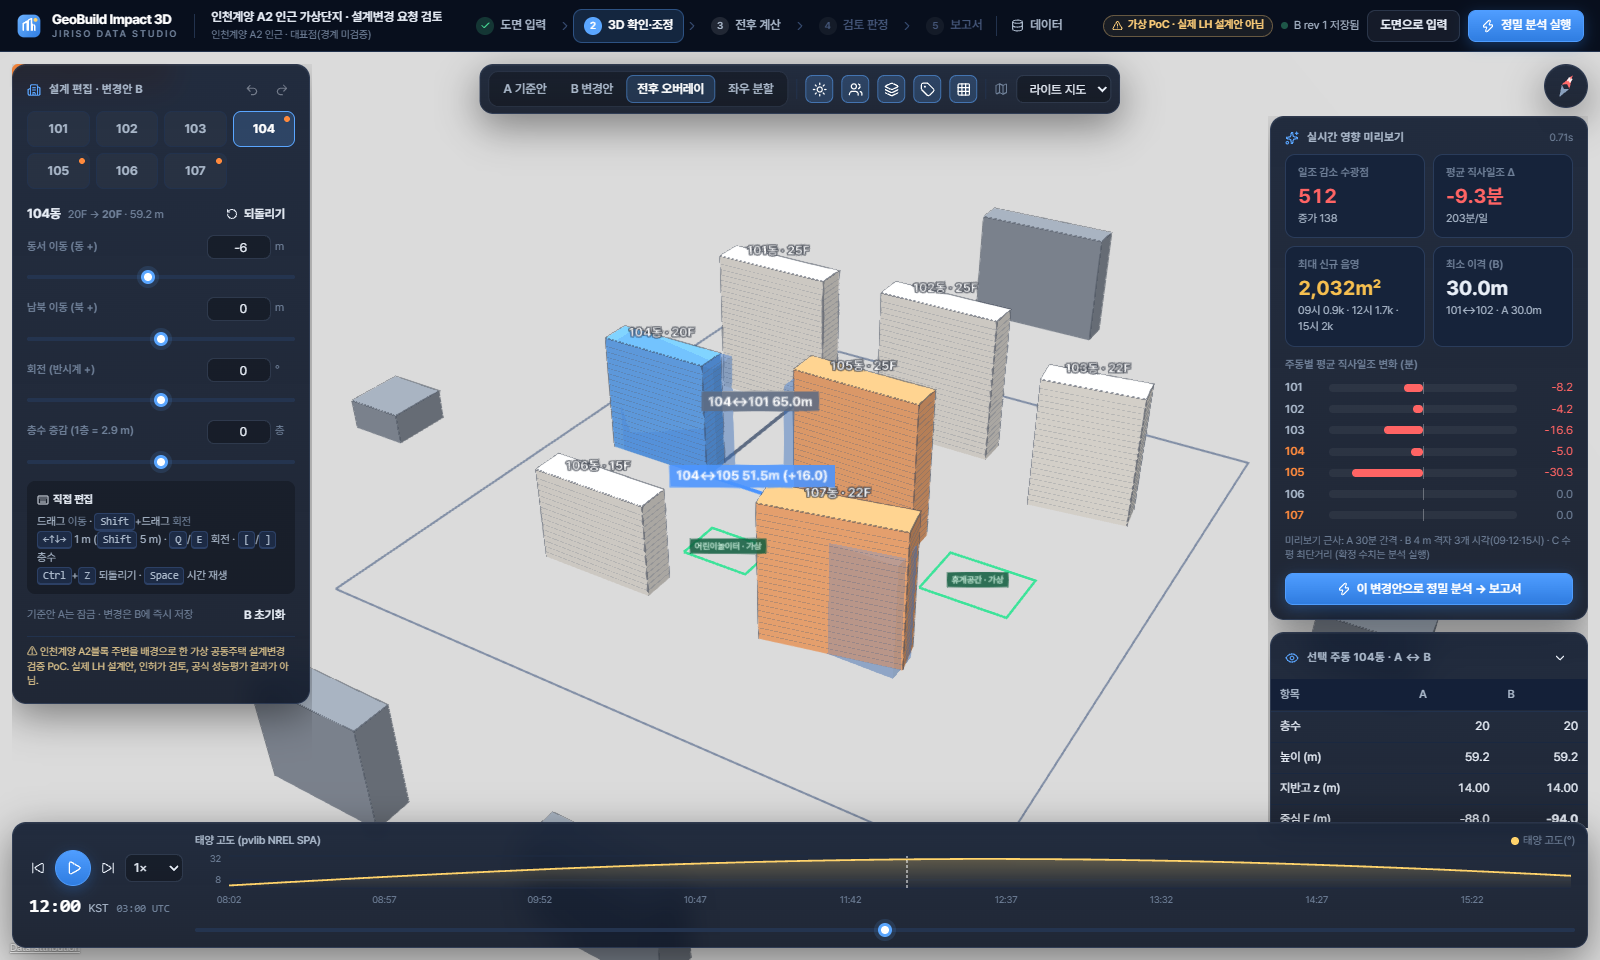 GeoBuild Impact 3D
JIRISO DATA STUDIO
인천계양 A2 인근 가상단지 · 설계변경 요청 검토
인천계양 A2 인근 · 대표점(경계 미검증)
도면 입력
2 3D 확인·조정
3 전후 계산
4 검토 판정
5 보고서
데이터
가상 PoC · 실제 LH 설계안 아님
B rev 1 저장됨
도면으로 입력
정밀 분석 실행
설계 편집 · 변경안 B
101 102 103 104
105 106 107
104동 20F → 20F · 59.2 m
되돌리기
동서 이동 (동 +) -6 m
남북 이동 (북 +) 0 m
회전 (반시계 +) 0 °
층수 증감 (1층 = 2.9 m) 0 층
직접 편집
드래그 이동 · Shift +드래그 회전
←↑↓→ 1 m ( Shift 5 m) · Q / E 회전 · [ / ]
층수
Ctrl + Z 되돌리기 · Space 시간 재생
기준안 A는 잠금 · 변경은 B에 즉시 저장
B 초기화
인천계양 A2블록 주변을 배경으로 한 가상 공동주택 설계변경
검증 PoC. 실제 LH 설계안, 인허가 검토, 공식 성능평가 결과가 아
님.
A 기준안
B 변경안
전후 오버레이
좌우 분할
라이트 지도
101동 · 25F
102동 · 25F
103동 · 22F
104동 · 20F
105동 · 25F
104↔101 65.0m
106동 · 15F
104↔105 51.5m (+16.0)
107동 · 22F
어린이놀이터 · 가상
휴게공간 · 가상
실시간 영향 미리보기
0.71s
일조 감소 수광점
512
증가 138
평균 직사일조 Δ
-9.3분
203분/일
최대 신규 음영
2,032m²
09시 0.9k · 12시 1.7k ·
15시 2k
최소 이격 (B)
30.0m
101↔102 · A 30.0m
주동별 평균 직사일조 변화 (분)
101 -8.2
102 -4.2
103 -16.6
104 -5.0
105 -30.3
106 0.0
107 0.0
미리보기 근사: A 30분 간격 · B 4 m 격자 3개 시각(09·12·15시) · C 수
평 최단거리 (확정 수치는 분석 실행)
이 변경안으로 정밀 분석 → 보고서
선택 주동 104동 · A ↔ B
항목 A B
층수 20 20
높이 (m) 59.2 59.2
지반고 z (m) 14.00 14.00
중심 E (m) -88.0 -94.0
1×
12:00 KST 03:00 UTC
태양 고도 (pvlib NREL SPA)
태양 고도(°)
32
8
08:02 08:57 09:52 10:47 11:42 12:37 13:32 14:27 15:22